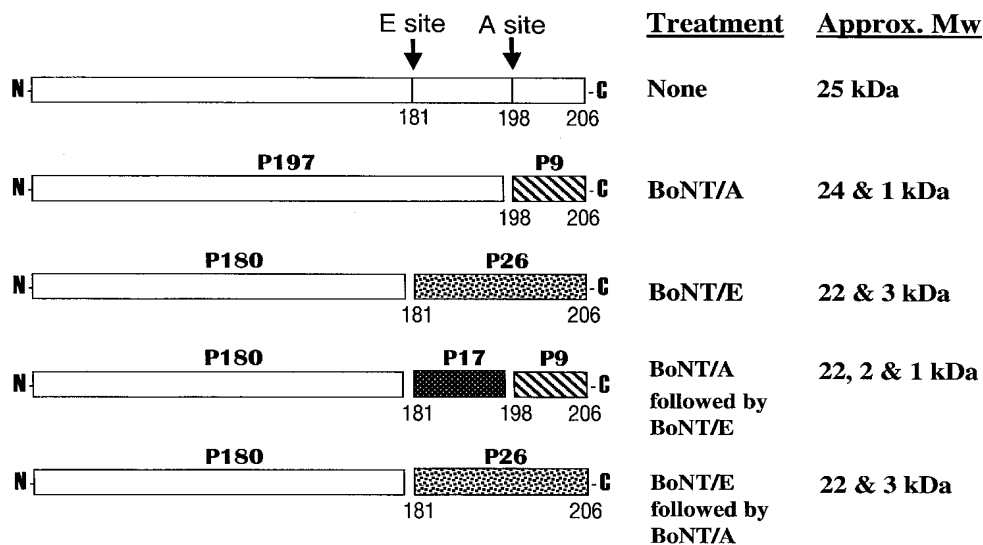 E site A site Treatment Approx. Mw
N C None 25 kDa
181 198 206
P197 P9
N C BoNT/A 24 & 1 kDa
198 206
P180 P26
N C BoNT/E 22 & 3 kDa
181 206
P180 P17 P9
N C BoNT/A 22, 2 & 1 kDa
followed by
181 198 206 BoNT/E
P180 P26
N C BoNT/E 22 & 3 kDa
followed by
181 206 BoNT/A